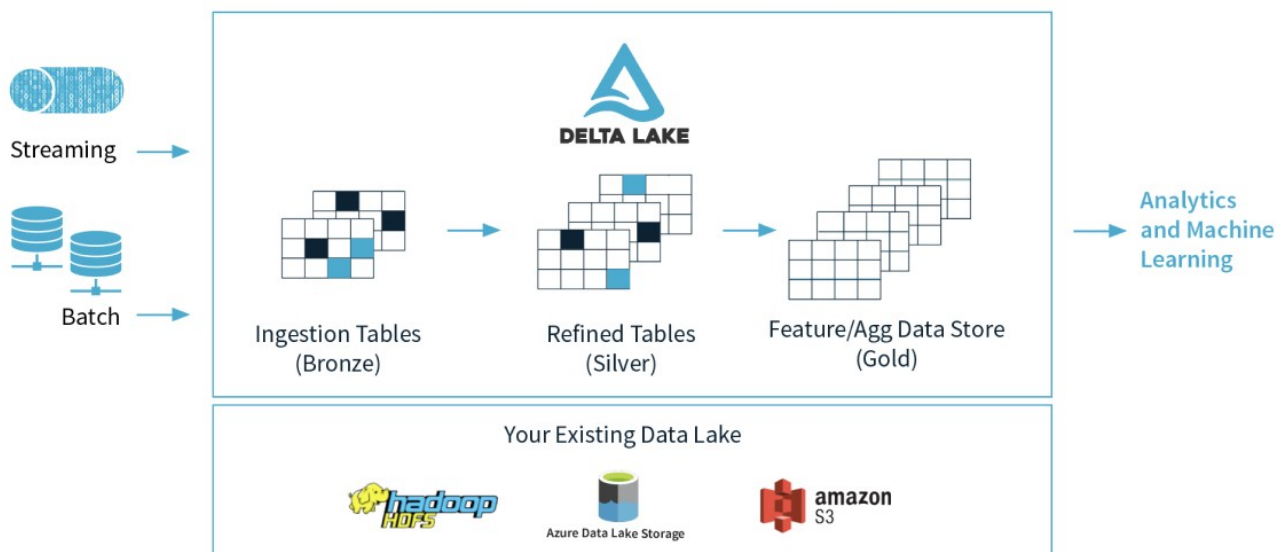 DELTA LAKE
Streaming
Batch
Ingestion Tables
(Bronze)
Refined Tables
(Silver)
Feature/Agg Data Store
(Gold)
Analytics
and Machine
Learning
Your Existing Data Lake
hadoop
HDFS
Azure Data Lake Storage
amazon
S3